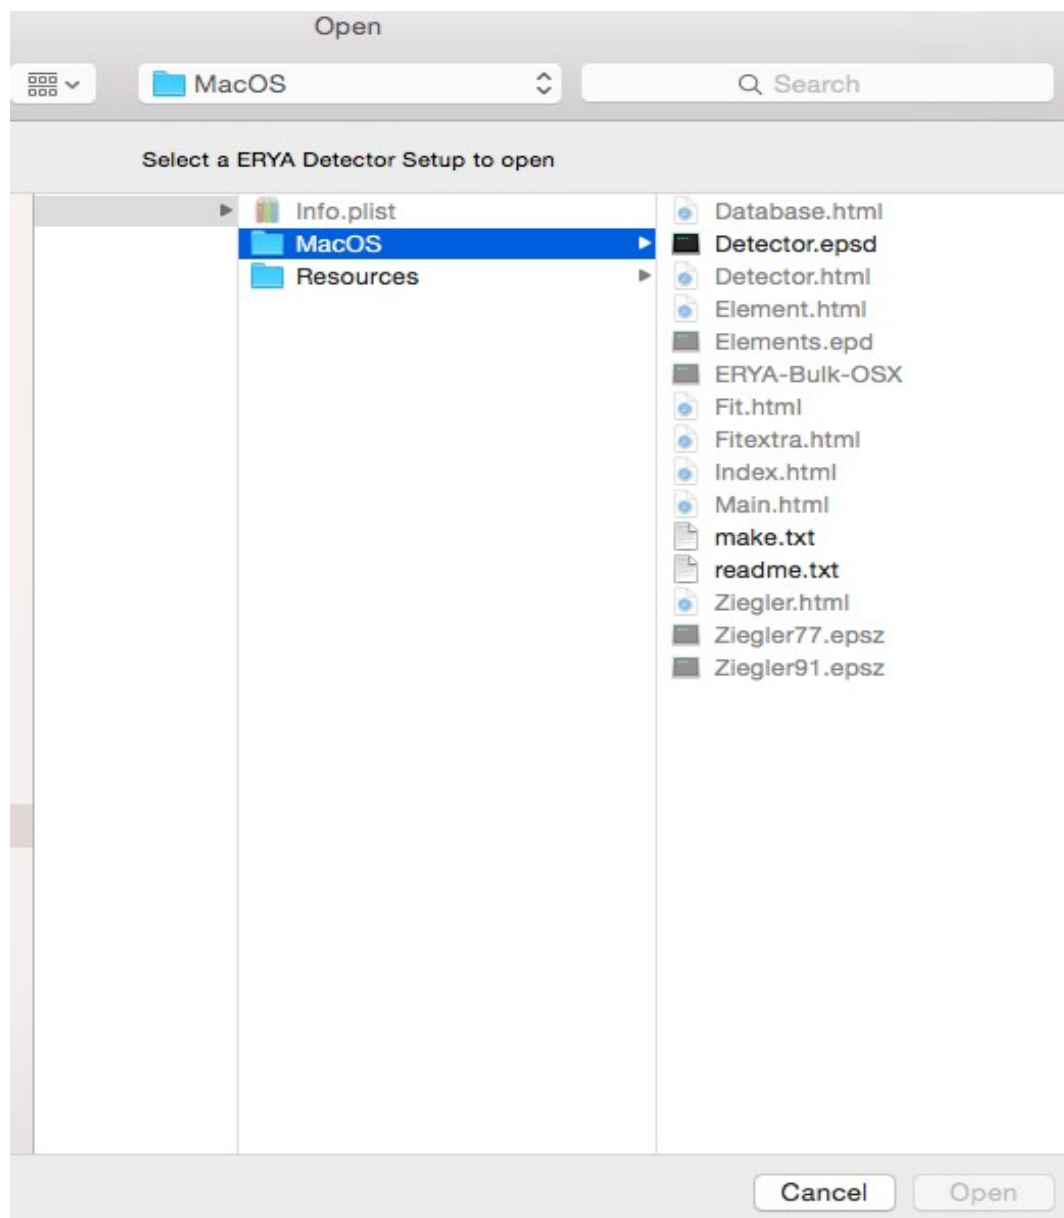 Open
MacOS
Search
Select a ERYA Detector Setup to open
Info.plist
MacOS
Resources
Database.html
Detector.epsd
Detector.html
Element.html
Elements.epd
ERYA-Bulk-OSX
Fit.html
Fitextra.html
Index.html
Main.html
make.txt
readme.txt
Ziegler.html
Ziegler77.epsz
Ziegler91.epsz
Cancel
Open